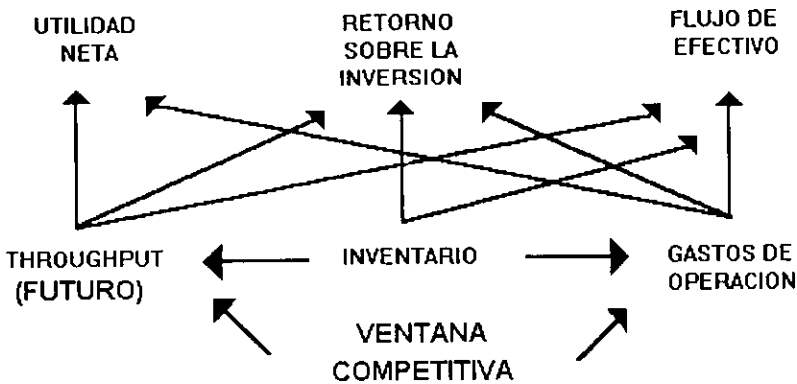 UTILIDAD
NETA
RETORNO
SOBRE LA
INVERSION
FLUJO DE
EFECTIVO
THROUGHPUT
(FUTURO)
INVENTARIO
GASTOS DE
OPERACION
VENTANA
COMPETITIVA